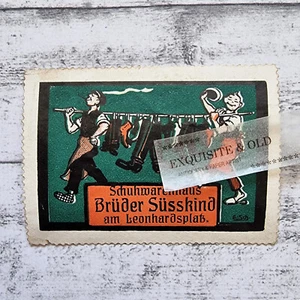 EXQUISITE & OLD
Schuhwarenhaus
Brüder Süsskind
am Leonhardsplatz.